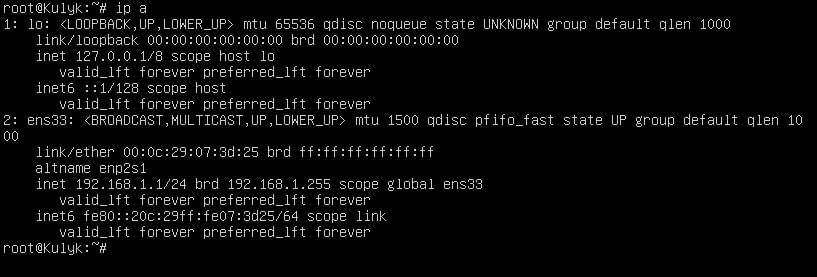 root@Kulyk:~# ip a
1: lo: <LOOPBACK,UP,LOWER_UP> mtu 65536 qdisc noqueue state UNKNOWN group default qlen 1000
    link/loopback 00:00:00:00:00:00 brd 00:00:00:00:00:00
    inet 127.0.0.1/8 scope host lo
       valid_lft forever preferred_lft forever
    inet6 ::1/128 scope host
       valid_lft forever preferred_lft forever
2: ens33: <BROADCAST,MULTICAST,UP,LOWER_UP> mtu 1500 qdisc pfifo_fast state UP group default qlen 10
00
    link/ether 00:0c:29:07:3d:25 brd ff:ff:ff:ff:ff:ff
    altname enp2s1
    inet 192.168.1.1/24 brd 192.168.1.255 scope global ens33
       valid_lft forever preferred_lft forever
    inet6 fe80::20c:29ff:fe07:3d25/64 scope link
       valid_lft forever preferred_lft forever
root@Kulyk:~#